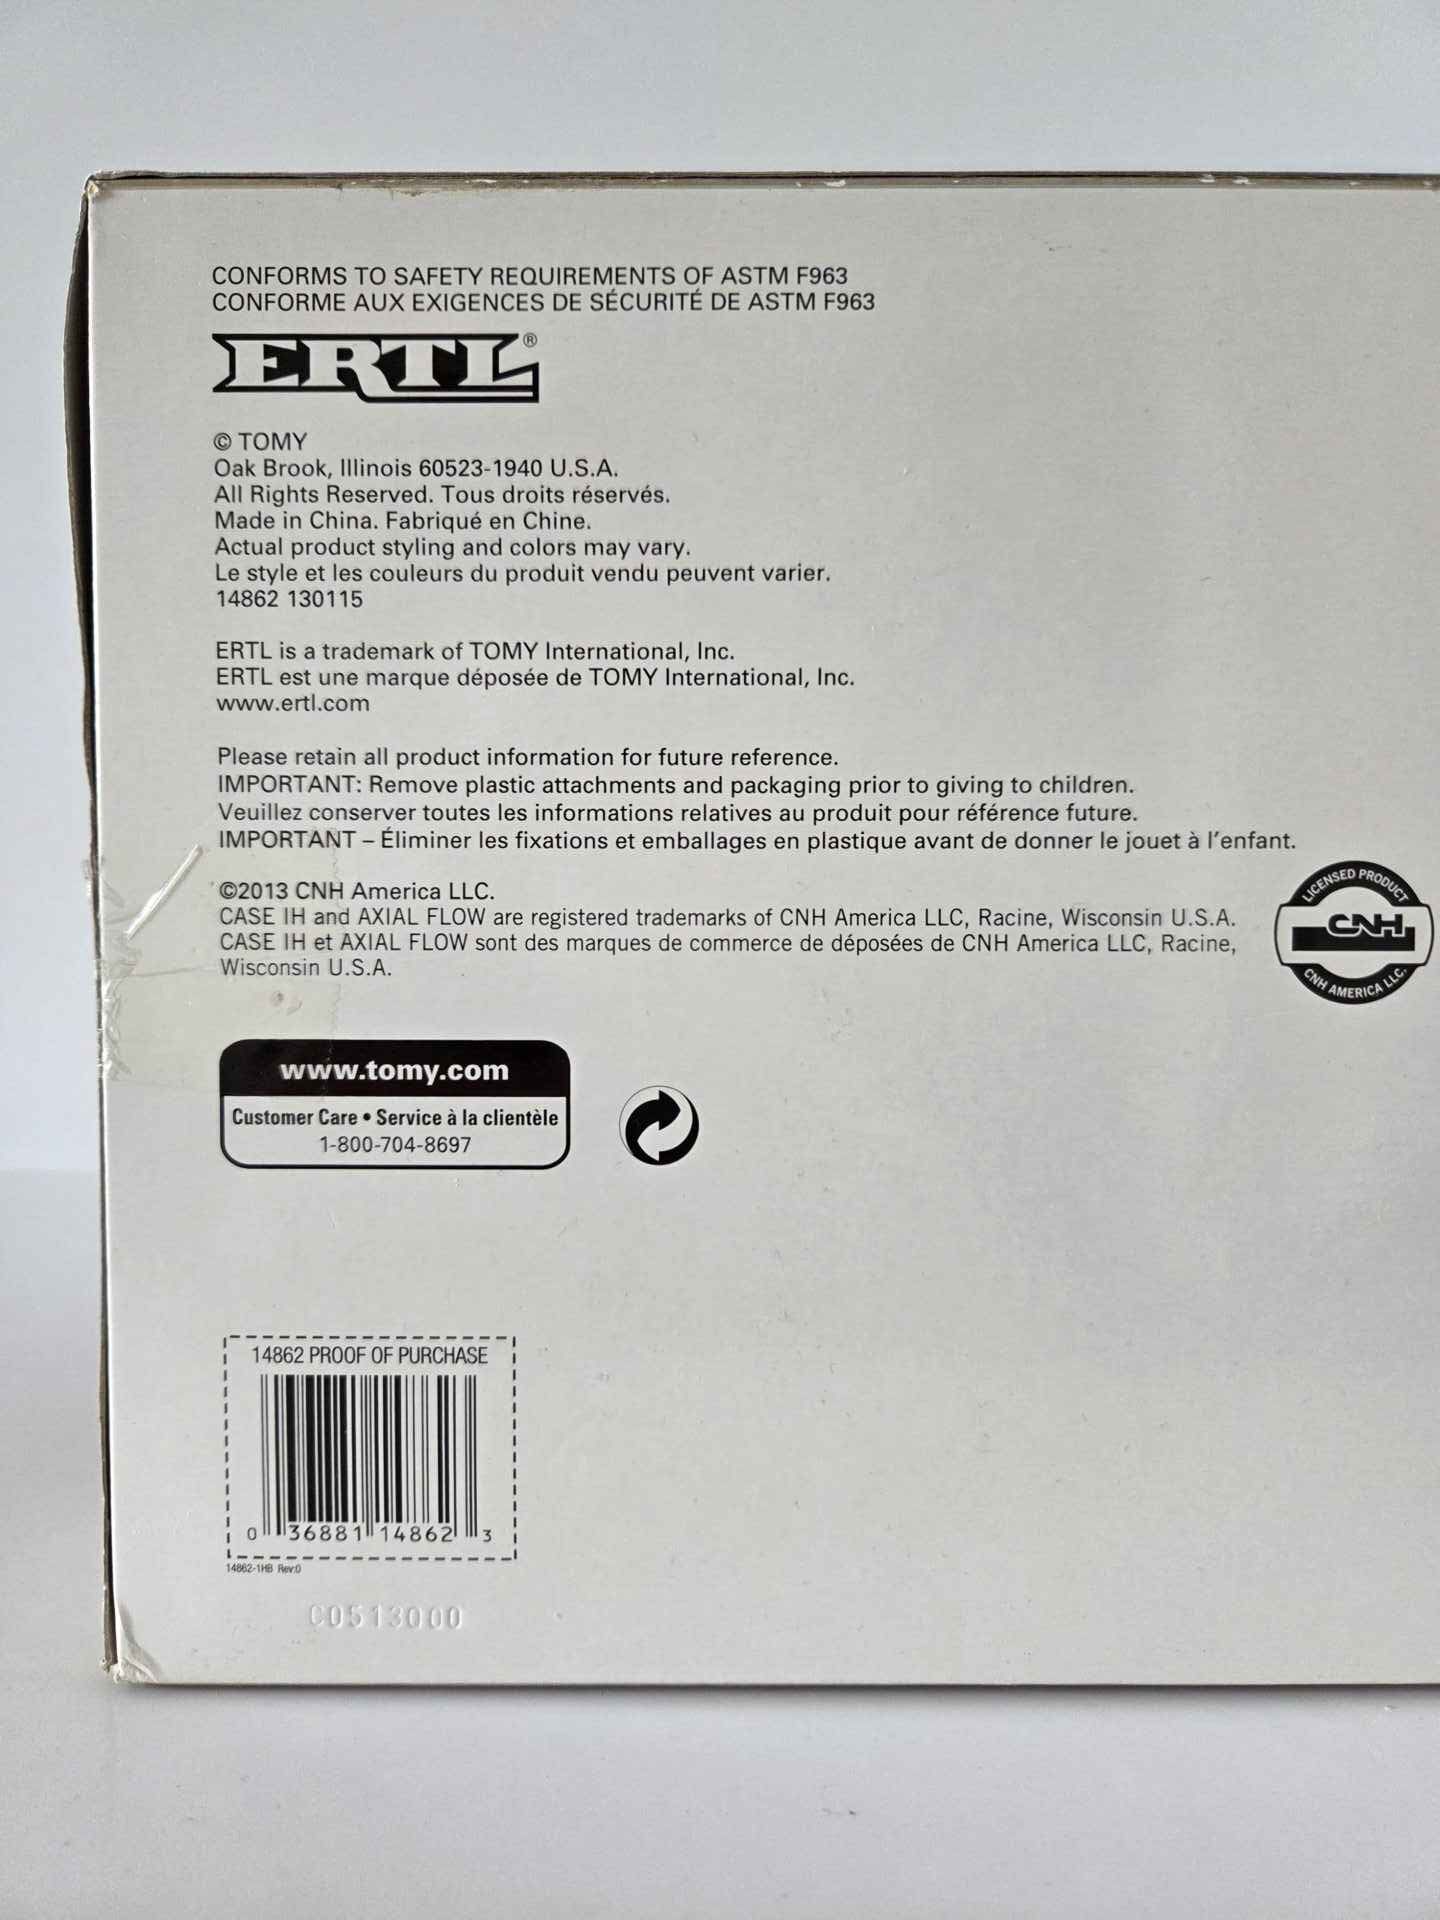 CONFORMS TO SAFETY REQUIREMENTS OF ASTM F963
CONFORME AUX EXIGENCES DE SÉCURITÉ DE ASTM F963
ERTL®
© TOMY
Oak Brook, Illinois 60523-1940 U.S.A.
All Rights Reserved. Tous droits réservés.
Made in China. Fabriqué en Chine.
Actual product styling and colors may vary.
Le style et les couleurs du produit vendu peuvent varier.
14862 130115
ERTL is a trademark of TOMY International, Inc.
ERTL est une marque déposée de TOMY International, Inc.
www.ertl.com
Please retain all product information for future reference.
IMPORTANT: Remove plastic attachments and packaging prior to giving to children.
Veuillez conserver toutes les informations relatives au produit pour référence future.
IMPORTANT – Éliminer les fixations et emballages en plastique avant de donner le jouet à l'enfant.
©2013 CNH America LLC.
CASE IH and AXIAL FLOW are registered trademarks of CNH America LLC, Racine, Wisconsin U.S.A.
CASE IH et AXIAL FLOW sont des marques de commerce de déposées de CNH America LLC, Racine,
Wisconsin U.S.A.
LICENSED PRODUCT
CNH
CNH AMERICA LLC.
www.tomy.com
Customer Care • Service à la clientèle
1-800-704-8697
14862 PROOF OF PURCHASE
0 36881 14862 3
14862-1HB Rev:0
C0513000